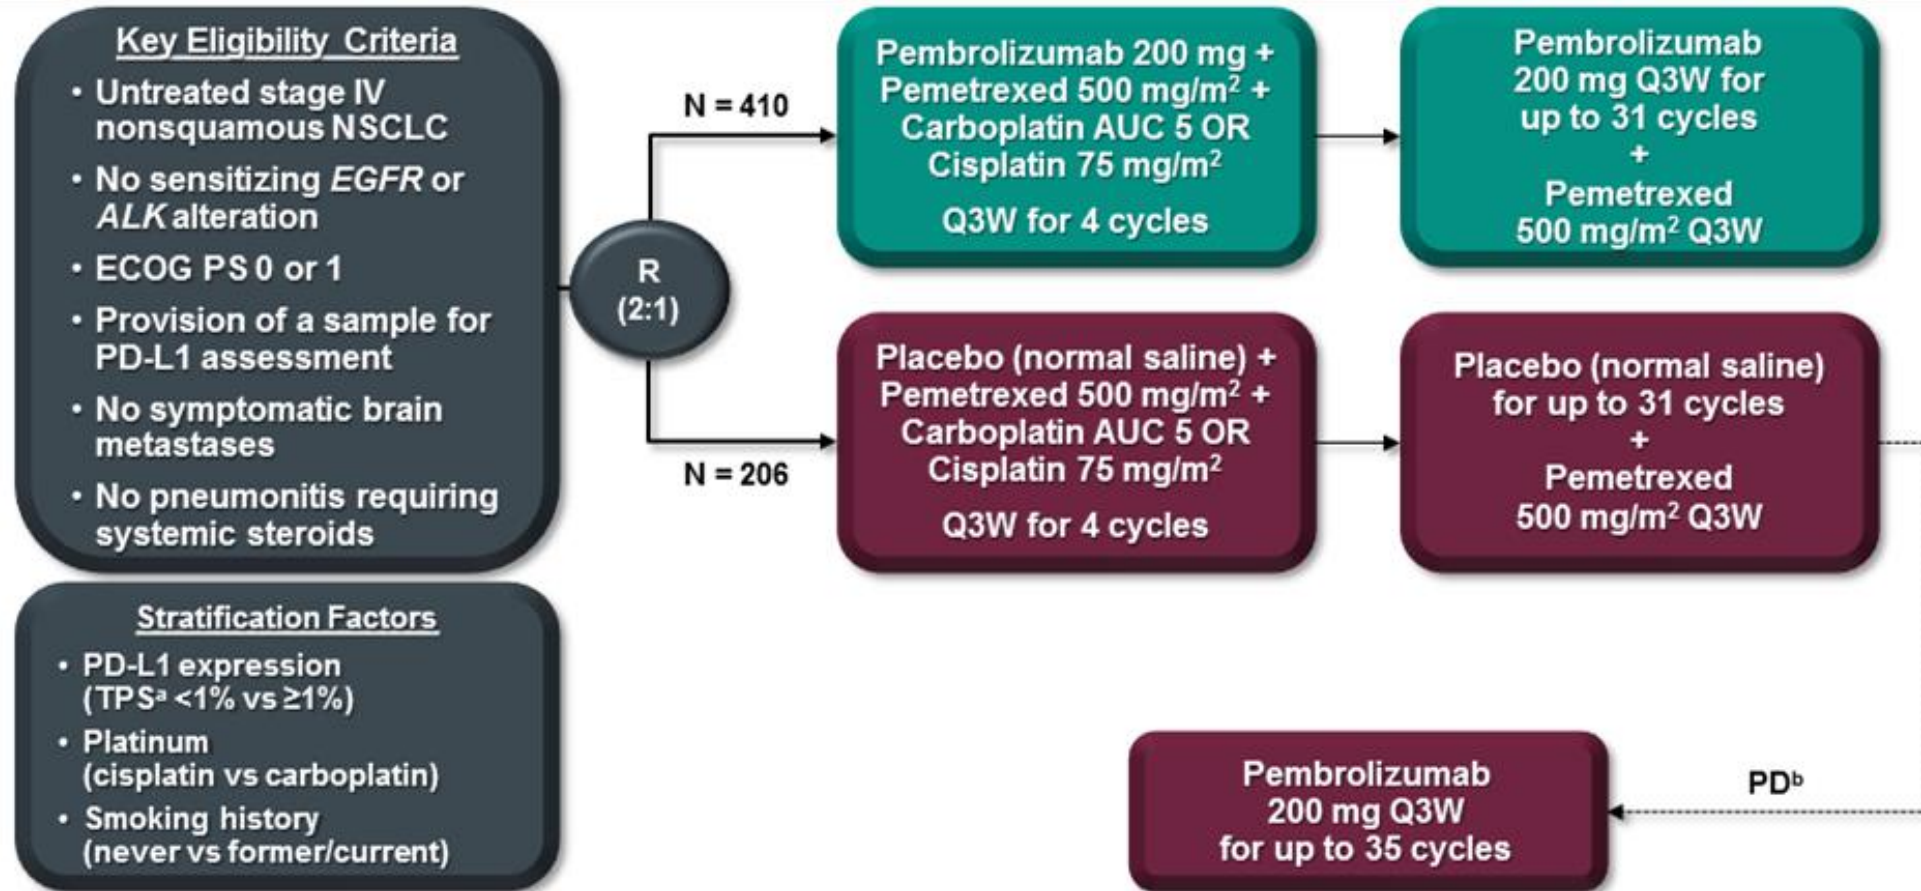 Key Eligibility Criteria
• Untreated stage IV
nonsquamous NSCLC
• No sensitizing EGFR or
ALK alteration
• ECOG PS 0 or 1
• Provision of a sample for
PD-L1 assessment
• No symptomatic brain
metastases
• No pneumonitis requiring
systemic steroids
Stratification Factors
• PD-L1 expression
(TPSᵃ <1% vs ≥1%)
• Platinum
(cisplatin vs carboplatin)
• Smoking history
(never vs former/current)
R
(2:1)
N = 410
Pembrolizumab 200 mg +
Pemetrexed 500 mg/m² +
Carboplatin AUC 5 OR
Cisplatin 75 mg/m²
Q3W for 4 cycles
Pembrolizumab
200 mg Q3W for
up to 31 cycles
+
Pemetrexed
500 mg/m² Q3W
N = 206
Placebo (normal saline) +
Pemetrexed 500 mg/m² +
Carboplatin AUC 5 OR
Cisplatin 75 mg/m²
Q3W for 4 cycles
Placebo (normal saline)
for up to 31 cycles
+
Pemetrexed
500 mg/m² Q3W
PDᵇ
Pembrolizumab
200 mg Q3W
for up to 35 cycles